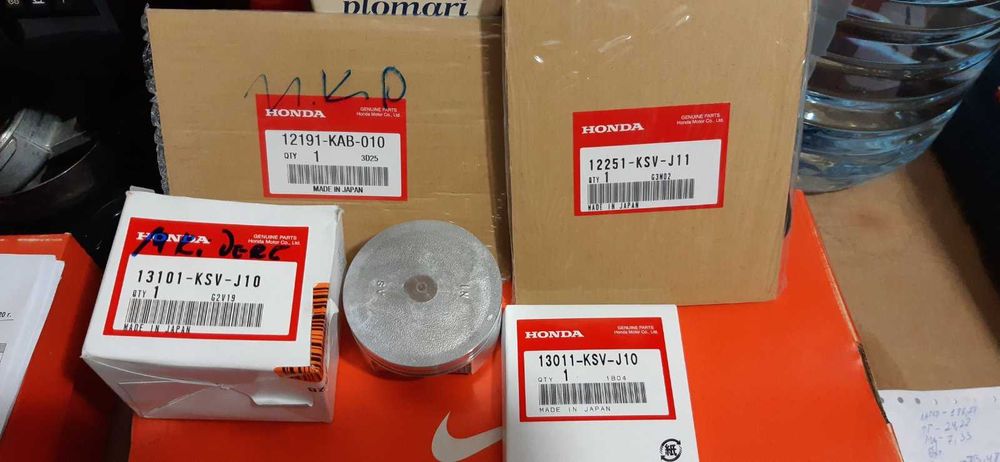 plomari
M.K.D
HONDA
GENUINE PARTS
Honda Motor Co., Ltd.
12191-KAB-010
QTY 1 3D25
MADE IN JAPAN
HONDA
GENUINE PARTS
Honda Motor Co., Ltd.
12251-KSV-J11
QTY 1 G3M02
MADE IN JAPAN
HONDA
GENUINE PARTS
Honda Motor Co., Ltd.
13101-KSV-J10
QTY 1 G2V19
MADE IN JAPAN
HONDA
GENUINE PARTS
Honda Motor Co., Ltd.
13011-KSV-J10
QTY 1 1804
MADE IN JAPAN
紙